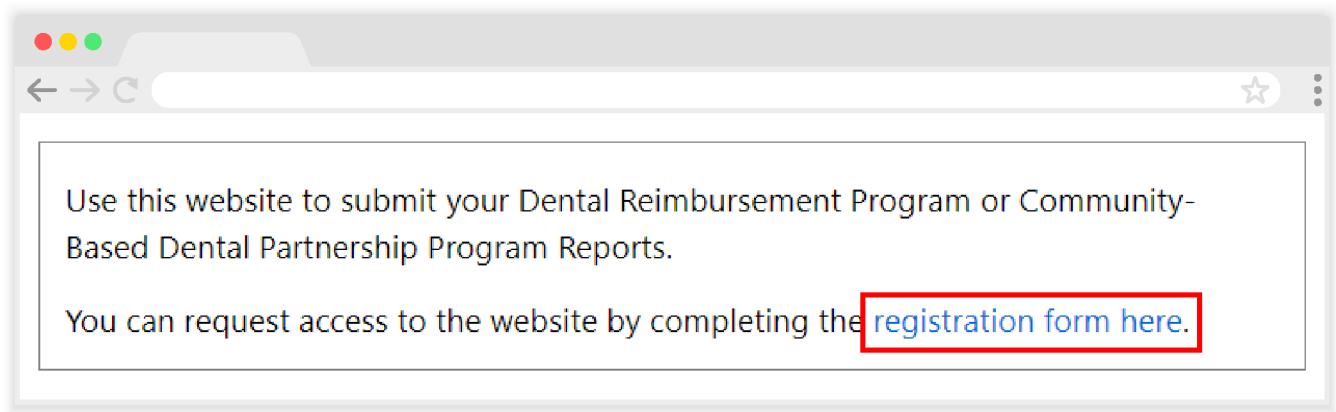 Use this website to submit your Dental Reimbursement Program or Community-
Based Dental Partnership Program Reports.
You can request access to the website by completing the registration form here.